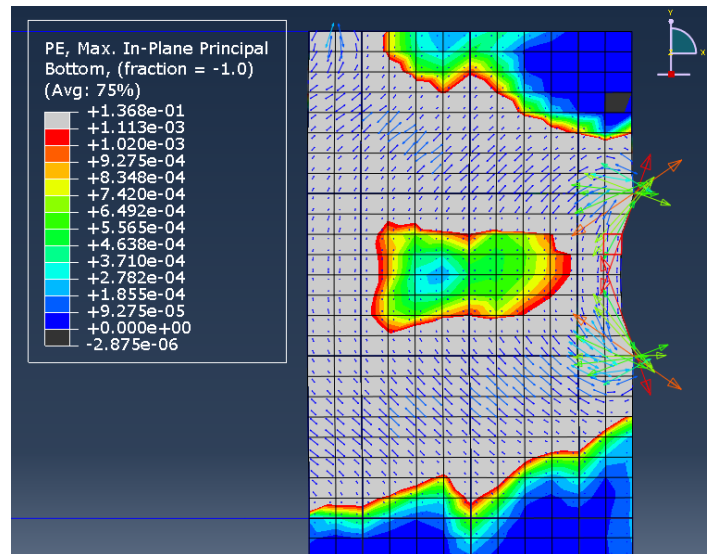 PE, Max. In-Plane Principal
Bottom, (fraction = -1.0)
(Avg: 75%)
+1.368e-01
+1.113e-03
+1.020e-03
+9.275e-04
+8.348e-04
+7.420e-04
+6.492e-04
+5.565e-04
+4.638e-04
+3.710e-04
+2.782e-04
+1.855e-04
+9.275e-05
+0.000e+00
-2.875e-06
Y
X